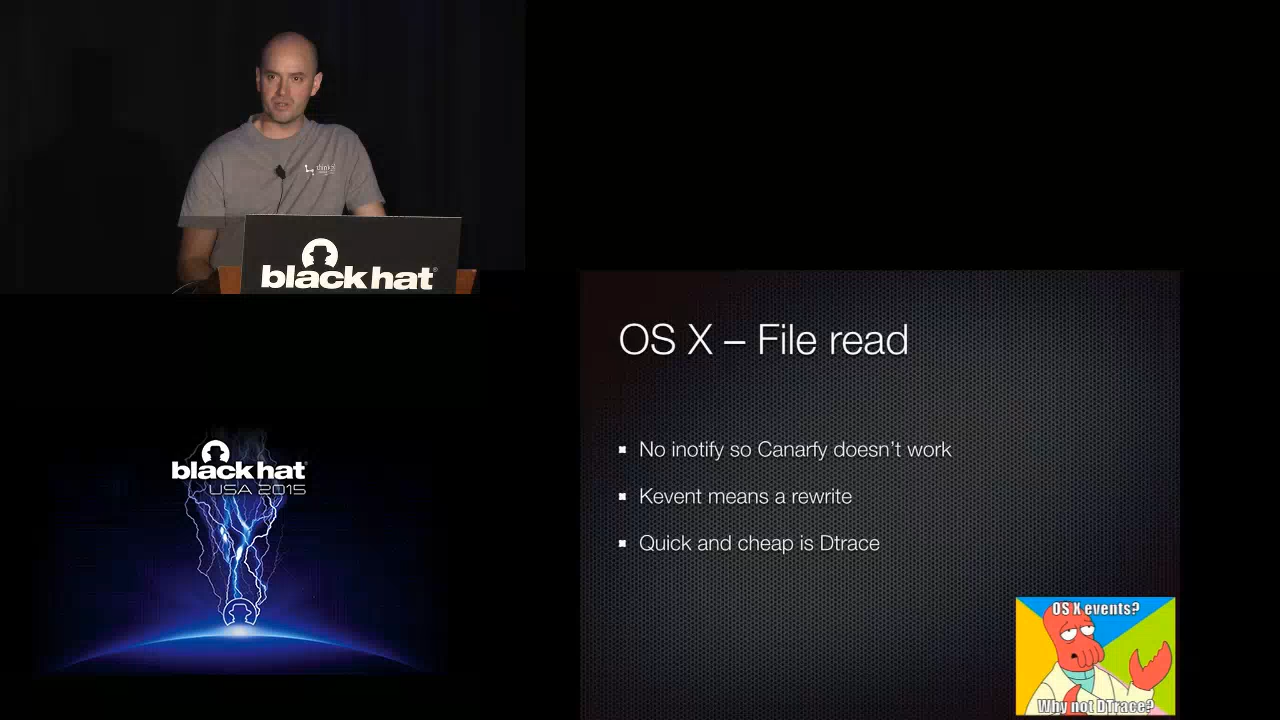 thinkst
black hat
OS X – File read
No inotify so Canarfy doesn't work
Kevent means a rewrite
Quick and cheap is Dtrace
black hat
USA 2015
OS X events?
Why not DTrace?